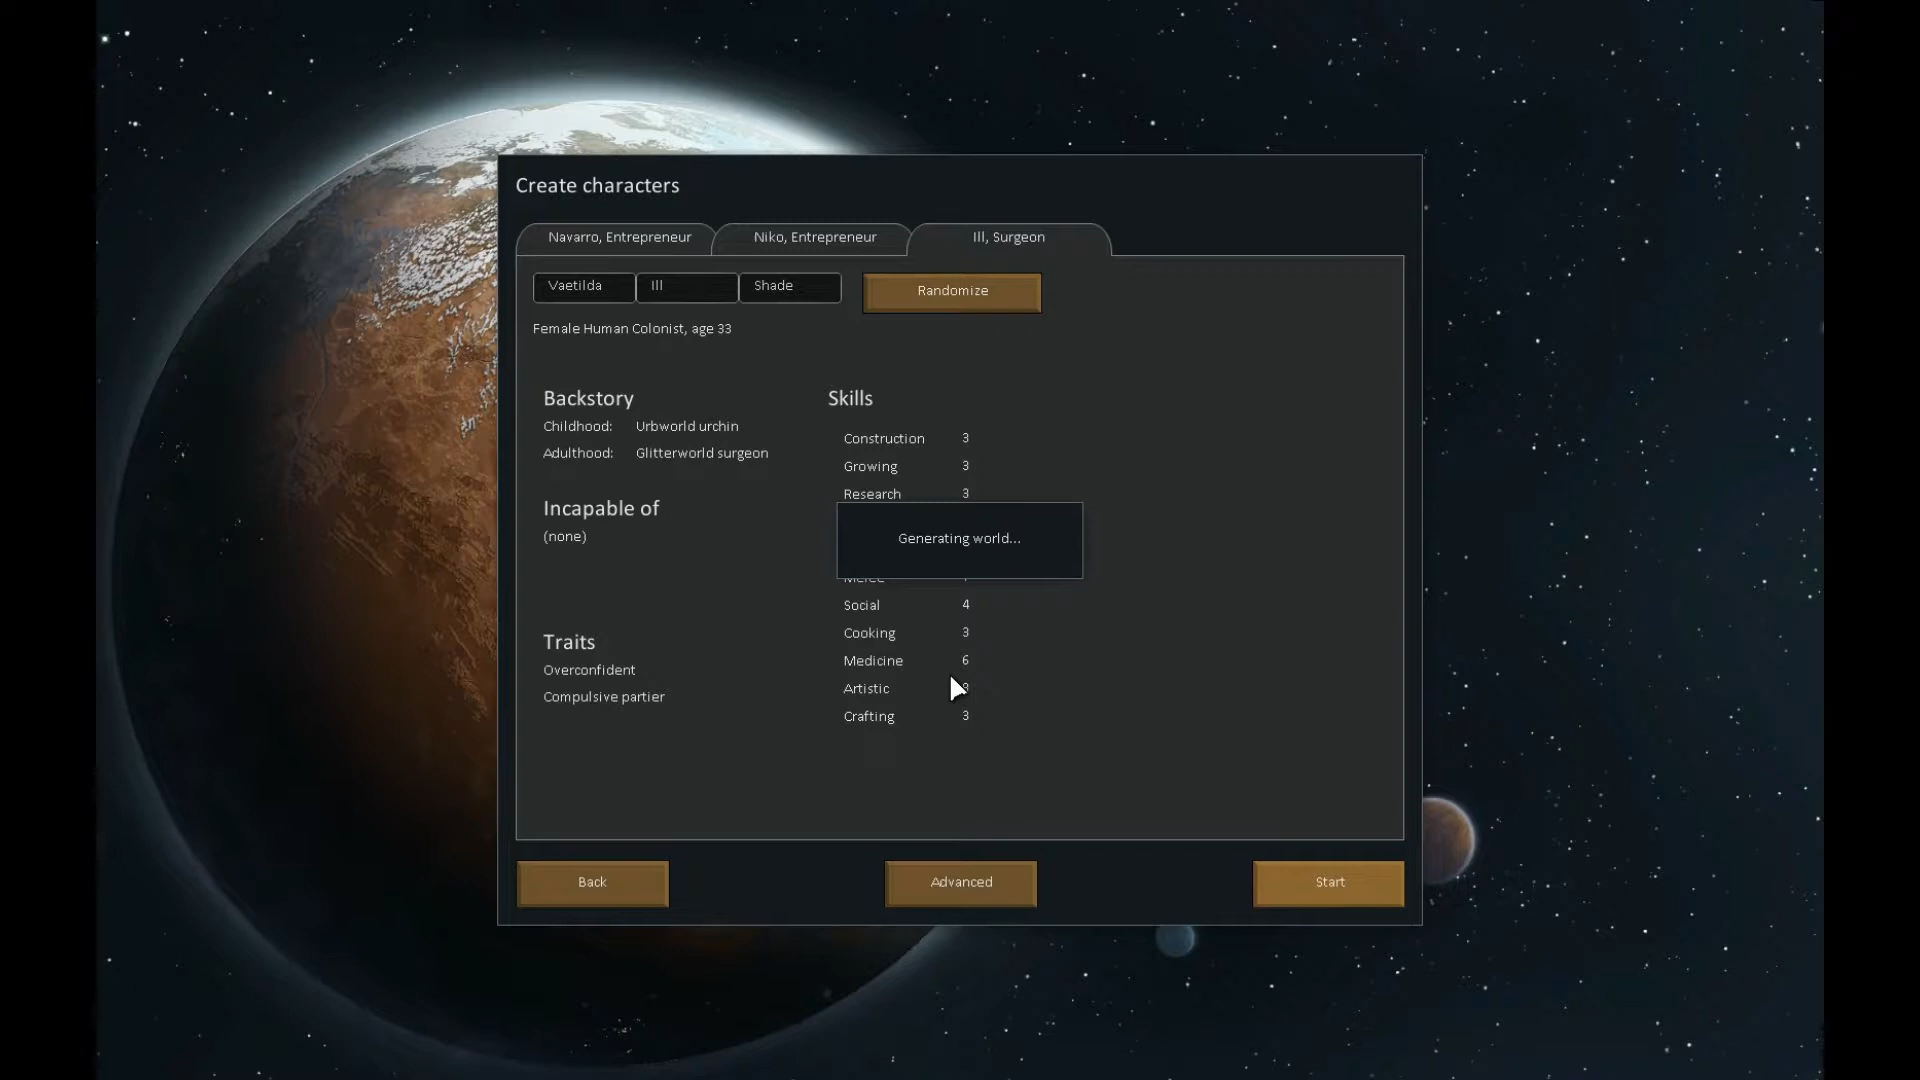 Create characters
Navarro, Entrepreneur Niko, Entrepreneur Ill, Surgeon
Vaetilda Ill Shade Randomize
Female Human Colonist, age 33
Backstory Skills
Childhood: Urbworld urchin
Adulthood: Glitterworld surgeon
Construction 3
Growing 3
Research 3
Incapable of
(none)
Generating world...
Social 4
Cooking 3
Medicine 6
Artistic
Crafting 3
Traits
Overconfident
Compulsive partier
Back Advanced Start